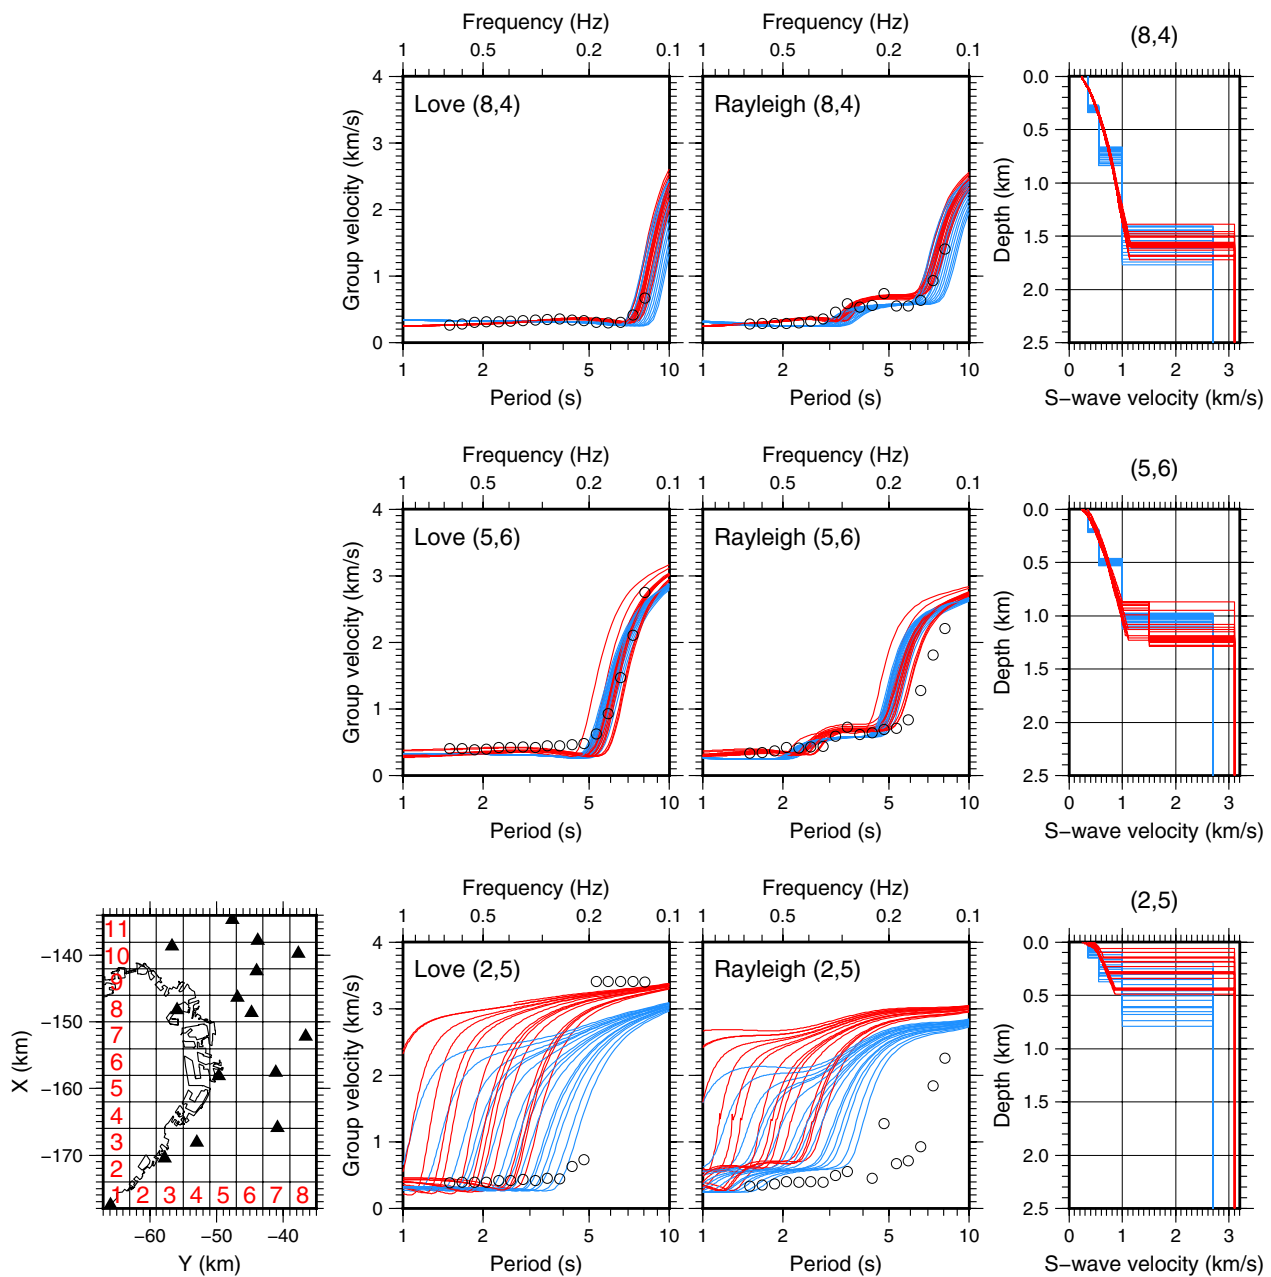 Frequency (Hz) Frequency (Hz) (8,4)
1 0.5 0.2 0.1 1 0.5 0.2 0.1
Love (8,4) Rayleigh (8,4)
Group velocity (km/s)
4
3
2
1
0
1 2 5 10 1 2 5 10
Period (s) Period (s)
Depth (km)
0.0
0.5
1.0
1.5
2.0
2.5
0 1 2 3
S−wave velocity (km/s)
Frequency (Hz) Frequency (Hz) (5,6)
1 0.5 0.2 0.1 1 0.5 0.2 0.1
Love (5,6) Rayleigh (5,6)
Group velocity (km/s)
4
3
2
1
0
1 2 5 10 1 2 5 10
Period (s) Period (s)
Depth (km)
0.0
0.5
1.0
1.5
2.0
2.5
0 1 2 3
S−wave velocity (km/s)
X (km)
−140
−150
−160
−170
11
10
9
8
7
6
5
4
3
2
1 2 3 4 5 6 7 8
−60 −50 −40
Y (km)
Frequency (Hz) Frequency (Hz) (2,5)
1 0.5 0.2 0.1 1 0.5 0.2 0.1
Love (2,5) Rayleigh (2,5)
Group velocity (km/s)
4
3
2
1
0
1 2 5 10 1 2 5 10
Period (s) Period (s)
Depth (km)
0.0
0.5
1.0
1.5
2.0
2.5
0 1 2 3
S−wave velocity (km/s)